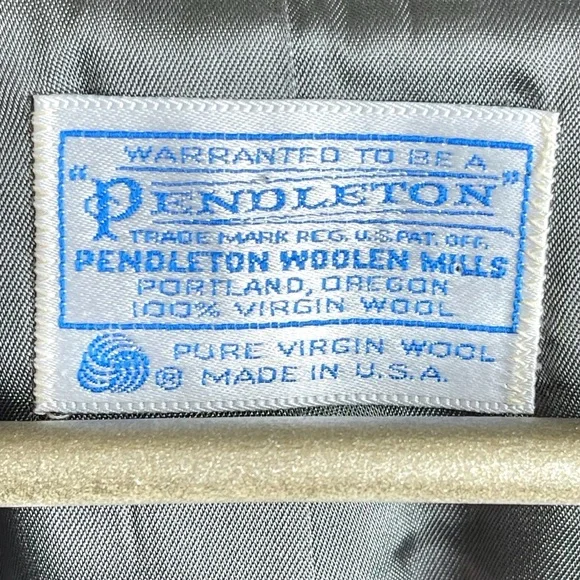 WARRANTED TO BE A
"PENDLETON"
TRADE MARK REG. U.S. PAT. OFF.
PENDLETON WOOLEN MILLS
PORTLAND, OREGON
100% VIRGIN WOOL
PURE VIRGIN WOOL
® MADE IN U.S.A.